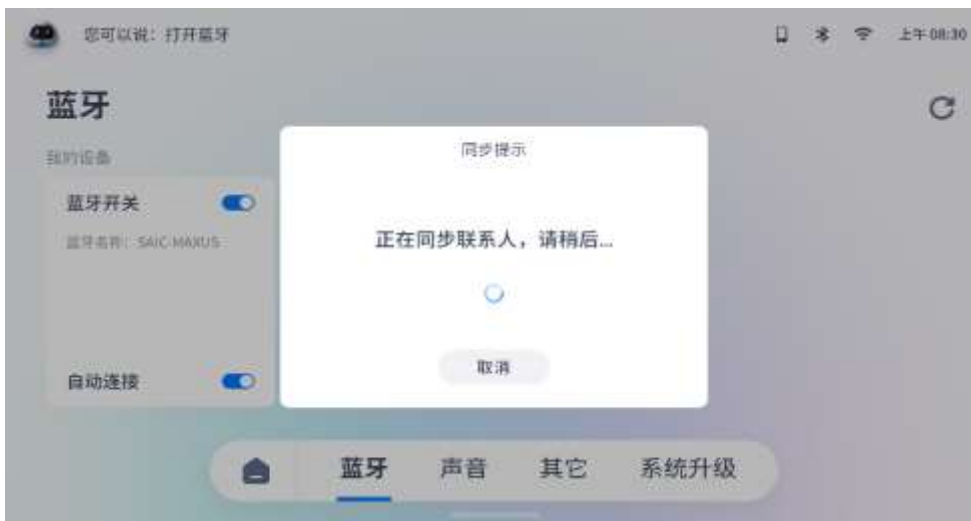 您可以说：打开蓝牙
上午 08:30
蓝牙
我的设备
蓝牙开关
蓝牙名称：SAIC-MAXUS
自动连接
同步提示
正在同步联系人，请稍后...
取消
蓝牙 声音 其它 系统升级